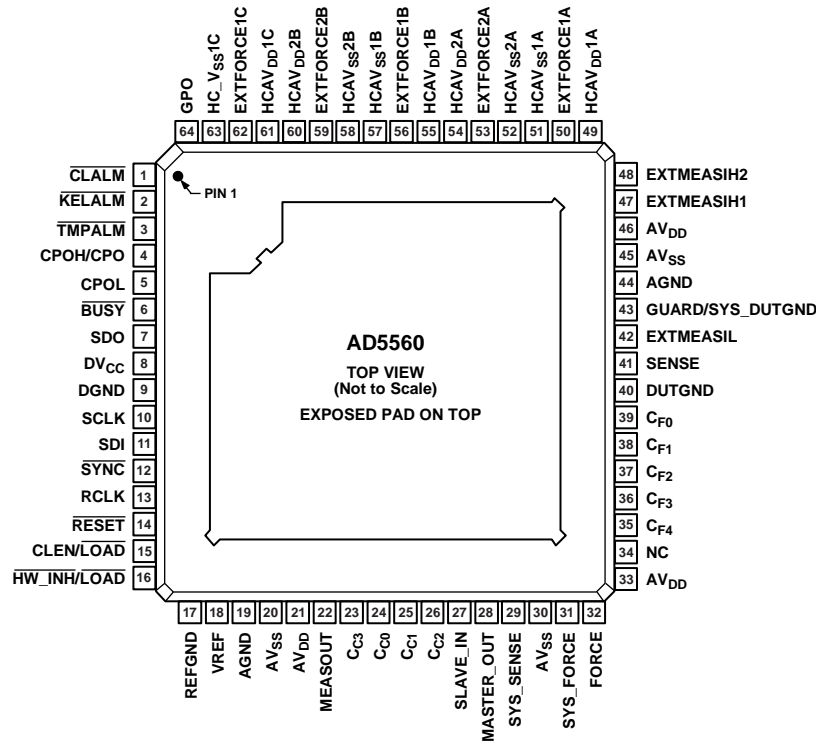 GPO
HC_VSS1C
EXTFORCE1C
HCAVDD1C
HCAVDD2B
EXTFORCE2B
HCAVSS2B
HCAVSS1B
EXTFORCE1B
HCAVDD1B
HCAVDD2A
EXTFORCE2A
HCAVSS2A
HCAVSS1A
EXTFORCE1A
HCAVDD1A
64 63 62 61 60 59 58 57 56 55 54 53 52 51 50 49
CLALM 1
KELALM 2
TMPALM 3
CPOH/CPO 4
CPOL 5
BUSY 6
SDO 7
DVCC 8
DGND 9
SCLK 10
SDI 11
SYNC 12
RCLK 13
RESET 14
CLEN/LOAD 15
HW_INH/LOAD 16
PIN 1
AD5560
TOP VIEW
(Not to Scale)
EXPOSED PAD ON TOP
48 EXTMEASIH2
47 EXTMEASIH1
46 AVDD
45 AVSS
44 AGND
43 GUARD/SYS_DUTGND
42 EXTMEASIL
41 SENSE
40 DUTGND
39 CF0
38 CF1
37 CF2
36 CF3
35 CF4
34 NC
33 AVDD
17 18 19 20 21 22 23 24 25 26 27 28 29 30 31 32
REFGND
VREF
AGND
AVSS
AVDD
MEASOUT
CC3
CC0
CC1
CC2
SLAVE_IN
MASTER_OUT
SYS_SENSE
AVSS
SYS_FORCE
FORCE